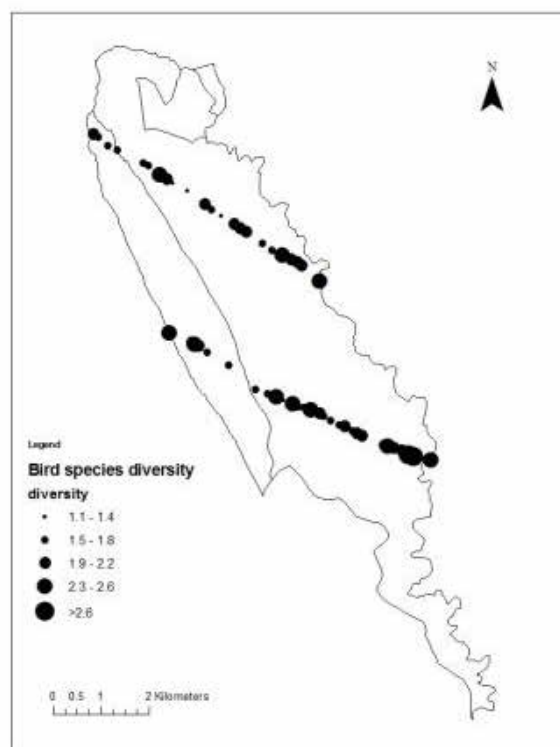 N
Legend
Bird species diversity
diversity
1.1 - 1.4
1.5 - 1.8
1.9 - 2.2
2.3 - 2.6
>2.6
0 0.5 1 2 Kilometers